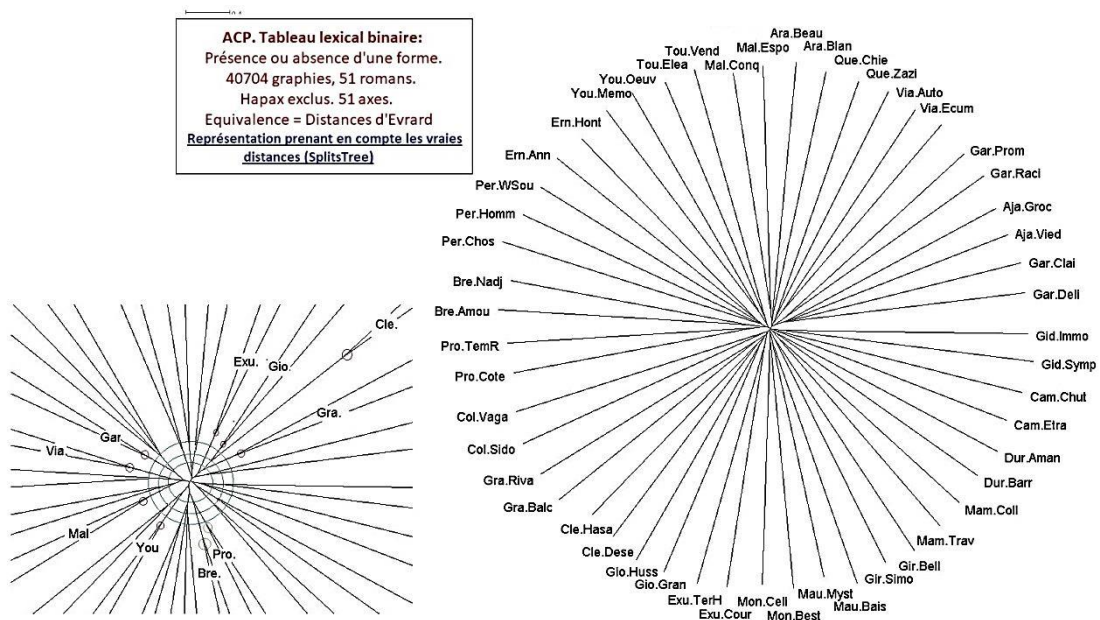 0.1
ACP. Tableau lexical binaire:
Présence ou absence d'une forme.
40704 graphies, 51 romans.
Hapax exclus. 51 axes.
Equivalence = Distances d'Evrard
Représentation prenant en compte les vraies
distances (SplitsTree)
Ara.Beau
Mal.Espo
Ara.Blan
Tou.Vend
Mal.Conq
Que.Chie
Tou.Elea
Que.Zazi
You.Oeuv
Via.Auto
You.Memo
Via.Ecum
Ern.Hont
Gar.Prom
Ern.Ann
Gar.Raci
Per.WSou
Aja.Groc
Per.Homm
Aja.Vied
Per.Chos
Gar.Clai
Bre.Nadj
Gar.Deli
Bre.Amou
Gid.Immo
Pro.TemR
Gid.Symp
Pro.Cote
Cam.Chut
Col.Vaga
Cam.Etra
Col.Sido
Dur.Aman
Gra.Riva
Dur.Barr
Gra.Balc
Mam.Coll
Cle.Hasa
Mam.Trav
Cle.Dese
Gir.Bell
Gio.Huss
Gir.Simo
Gio.Gran
Mau.Myst
Exu.TerH
Mon.Celi
Mau.Bais
Exu.Cour
Mon.Best
Cle.
Exu.
Gio.
Gra.
Gar
Via.
Mal
You
Pro.
Bre.